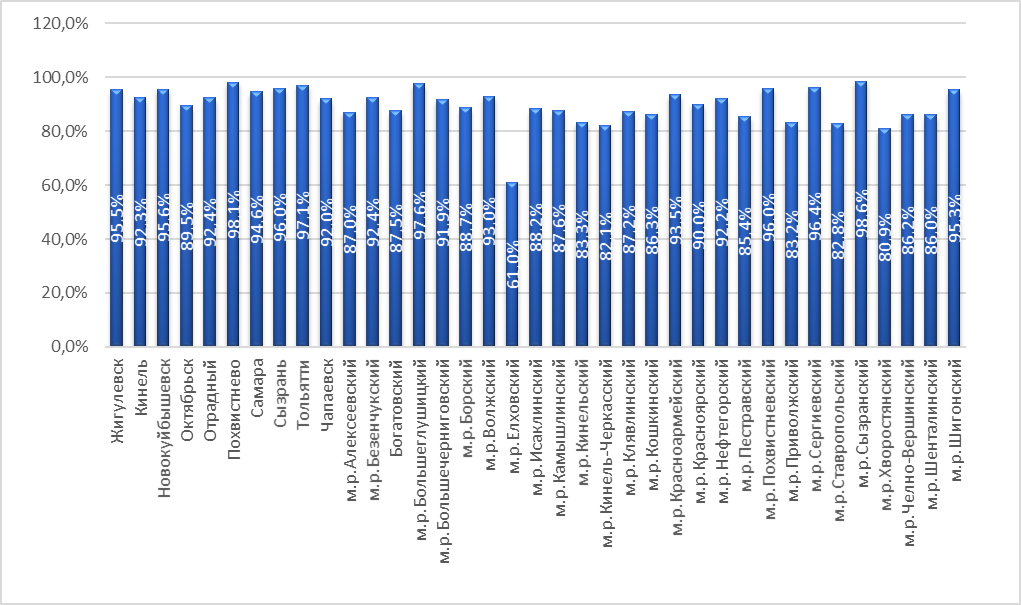 120,0%
100,0%
80,0%
60,0%
40,0%
20,0%
0,0%
95.5%
92.3%
95.6%
89.5%
92.4%
98.1%
94.6%
96.0%
97.1%
92.0%
87.0%
92.4%
87.5%
97.6%
91.9%
88.7%
93.0%
61.0%
88.2%
87.6%
83.3%
82.1%
87.2%
86.3%
93.5%
90.0%
92.2%
85.4%
96.0%
83.2%
96.4%
82.8%
98.6%
80.9%
86.2%
86.0%
95.3%
Жигулевск
Кинель
Новокуйбышевск
Октябрьск
Отрадный
Похвистнево
Самара
Сызрань
Тольятти
Чапаевск
м.р.Алексеевский
м.р.Безенчукский
Богатовский
м.р.Большеглушицкий
м.р.Большечерниговский
м.р.Борский
м.р.Волжский
м.р.Елховский
м.р.Исаклинский
м.р.Камышлинский
м.р.Кинельский
м.р.Кинель-Черкасский
м.р.Клявлинский
м.р.Кошкинский
м.р.Красноармейский
м.р.Красноярский
м.р.Нефтегорский
м.р.Пестравский
м.р.Похвистневский
м.р.Приволжский
м.р.Сергиевский
м.р.Ставропольский
м.р.Сызранский
м.р.Хворостянский
м.р.Челно-Вершинский
м.р.Шенталинский
м.р.Шигонский